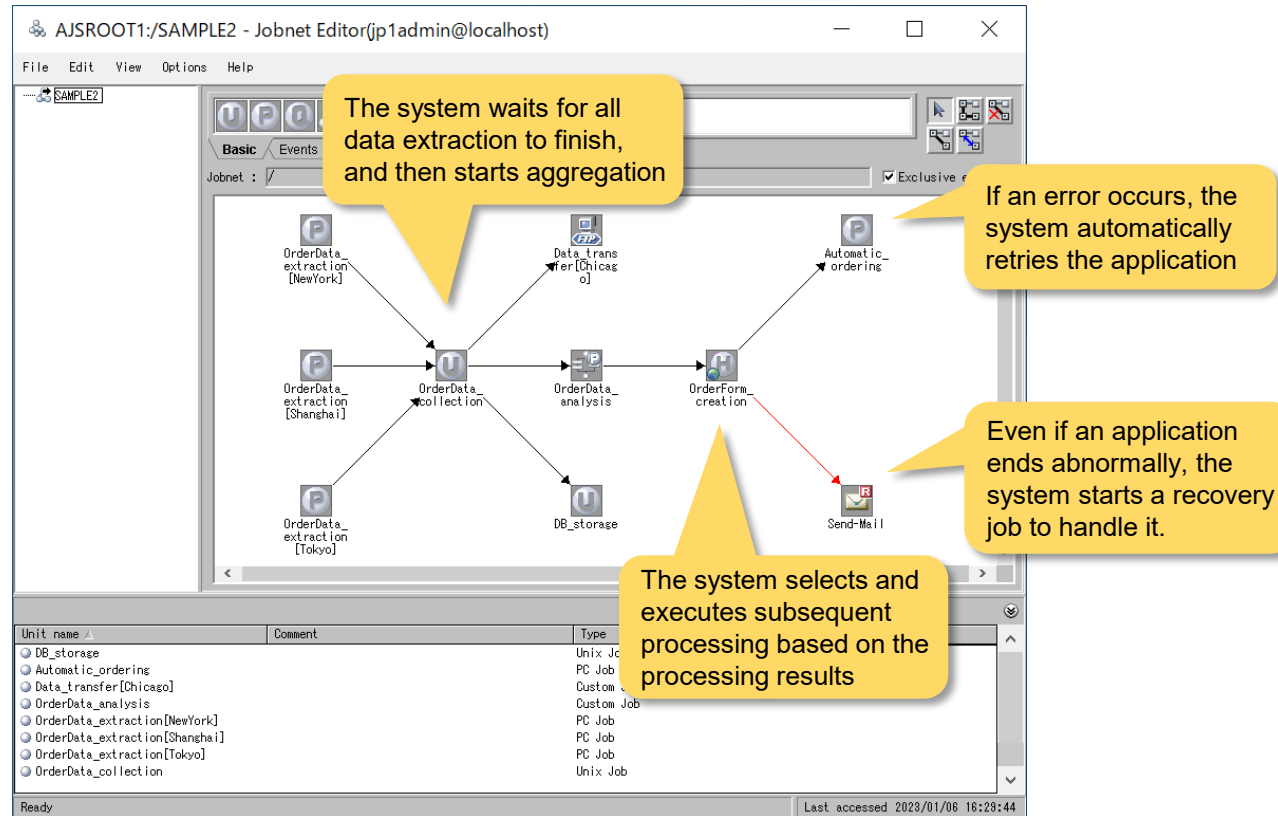 AJSROOT1:/SAMPLE2 - Jobnet Editor(jp1admin@localhost)
File Edit View Options Help
SAMPLE2
The system waits for all
data extraction to finish,
and then starts aggregation
U P Q
Basic Events
Jobnet : /
Exclusive
If an error occurs, the
system automatically
retries the application
P
OrderData_
extraction
[NewYork]
FTP
Data_trans
fer[Chicag
o]
P
Automatic_
ordering
P
OrderData_
extraction
[Shanghai]
U
OrderData_
collection
P
OrderData_
analysis
H
OrderForm_
creation
Even if an application
ends abnormally, the
system starts a recovery
job to handle it.
P
OrderData_
extraction
[Tokyo]
U
DB_storage
R
Send-Mail
The system selects and
executes subsequent
processing based on the
processing results
Unit name Comment Type
DB_storage Unix Jo
Automatic_ordering PC Job
Data_transfer[Chicago] Custom
OrderData_analysis Custom Job
OrderData_extraction[NewYork] PC Job
OrderData_extraction[Shanghai] PC Job
OrderData_extraction[Tokyo] PC Job
OrderData_collection Unix Job
Ready Last accessed 2023/01/06 16:29:44